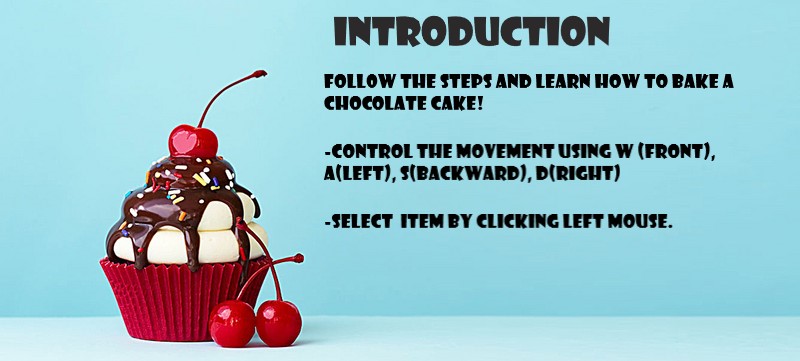 INTRODUCTION
FOLLOW THE STEPS AND LEARN HOW TO BAKE A
CHOCOLATE CAKE!
-CONTROL THE MOVEMENT USING W (FRONT),
A(LEFT), S(BACKWARD), D(RIGHT)
-SELECT ITEM BY CLICKING LEFT MOUSE.